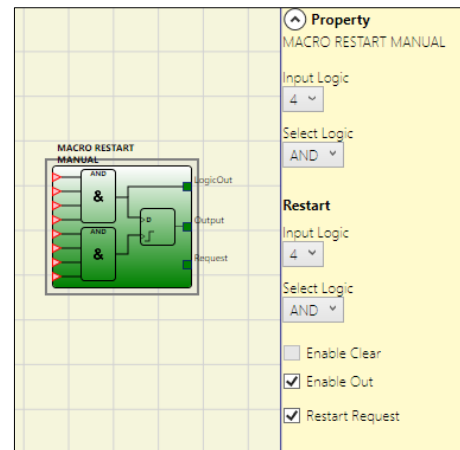 MACRO RESTART
MANUAL
AND
&
AND
&
D
LogicOut
Output
Request
Property
MACRO RESTART MANUAL
Input Logic
4
Select Logic
AND
Restart
Input Logic
4
Select Logic
AND
Enable Clear
Enable Out
Restart Request